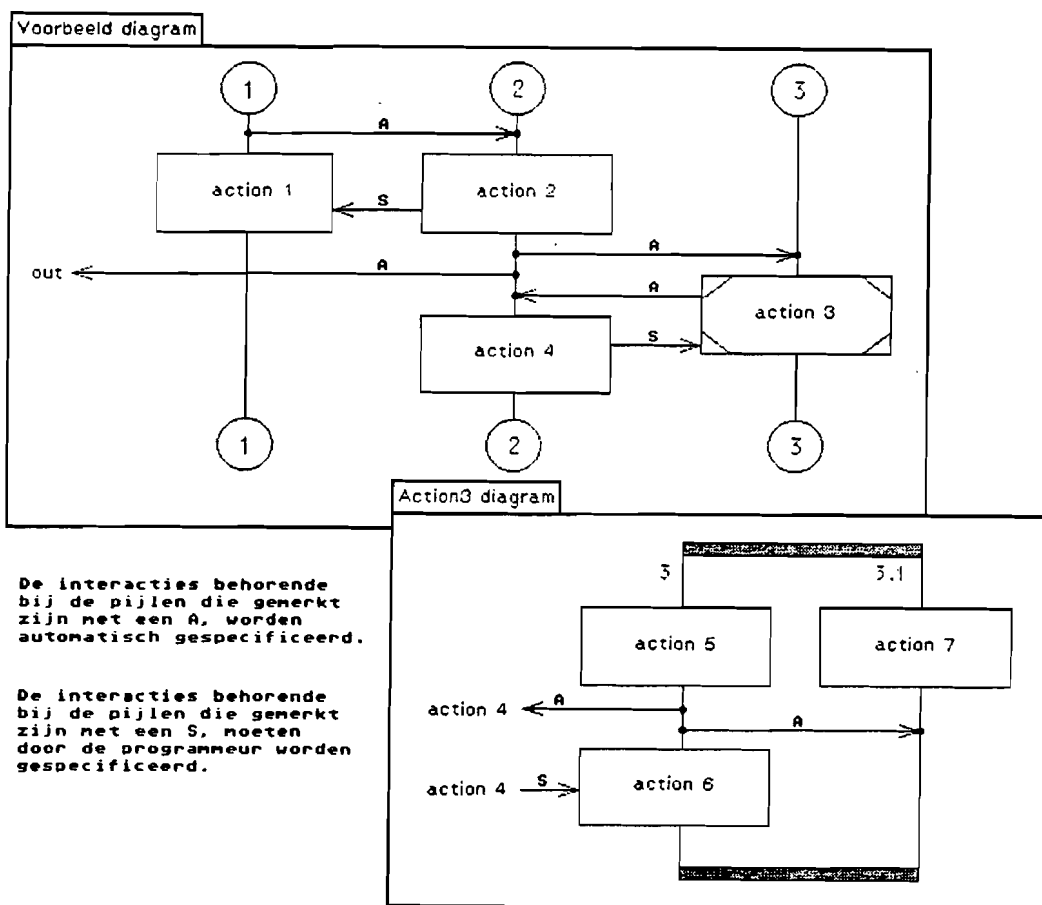 Voorbeeld diagram
1
2
3
A
action 1
action 2
S
A
out
A
A
action 3
action 4
S
1
2
3
Action3 diagram
3
3.1
De interacties behorende
bij de pijlen die gemerkt
zijn met een A, worden
automatisch gespecificeerd.
action 5
action 7
De interacties behorende
bij de pijlen die gemerkt
zijn met een S, moeten
door de programmeur worden
gespecificeerd.
action 4
A
A
action 4
S
action 6